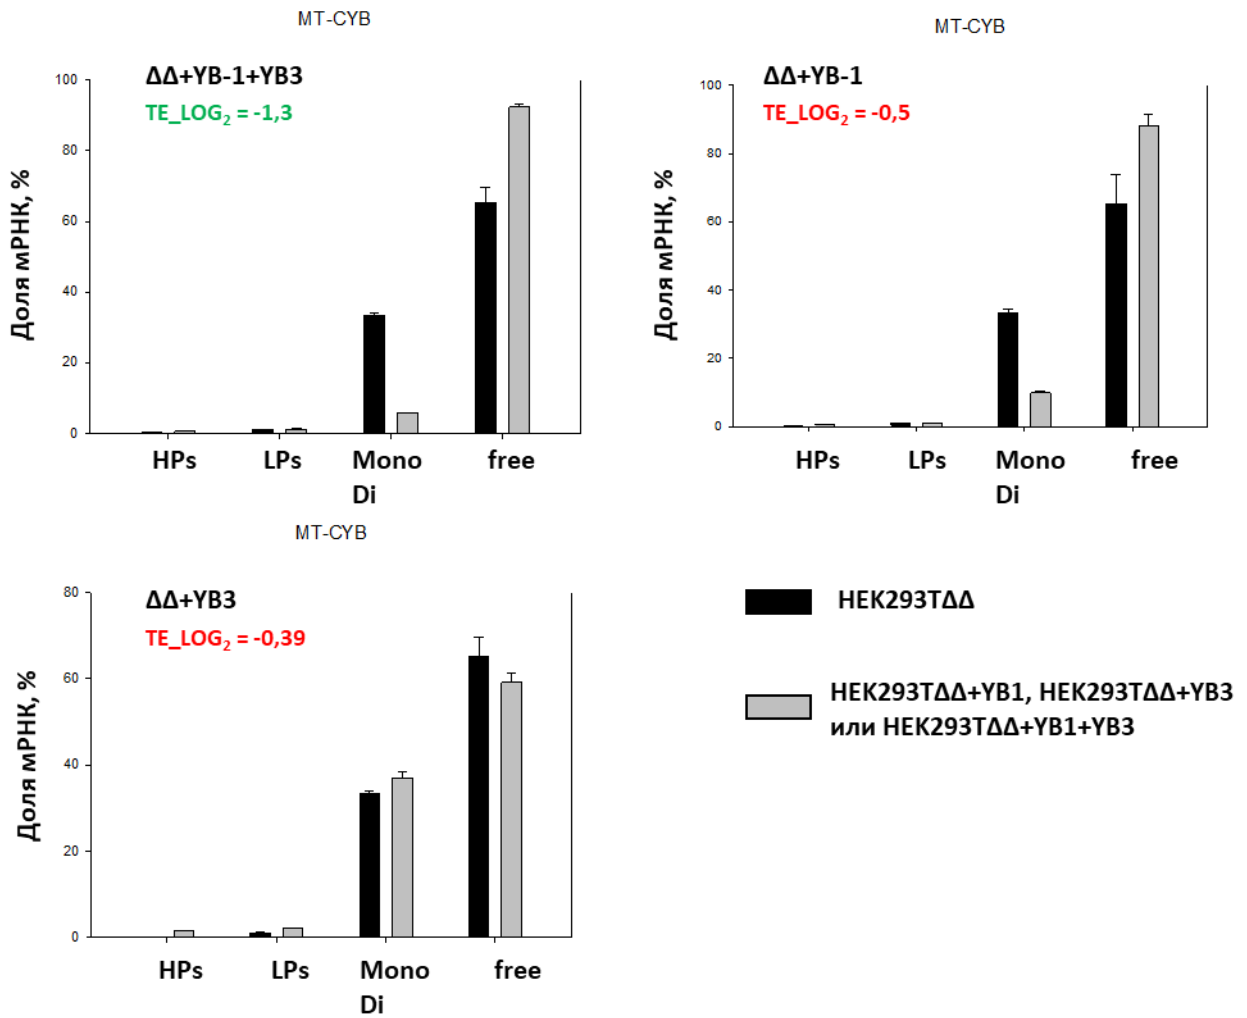 MT-CYB
ΔΔ+YB-1+YB3
TE_LOG2 = -1,3
Доля мРНК, %
100
80
60
40
20
0
HPs LPs Mono free
Di
MT-CYB
ΔΔ+YB-1
TE_LOG2 = -0,5
Доля мРНК, %
100
80
60
40
20
0
HPs LPs Mono free
Di
MT-CYB
ΔΔ+YB3
TE_LOG2 = -0,39
Доля мРНК, %
80
60
40
20
0
HPs LPs Mono free
Di
HEK293TΔΔ
HEK293TΔΔ+YB1, HEK293TΔΔ+YB3
или HEK293TΔΔ+YB1+YB3